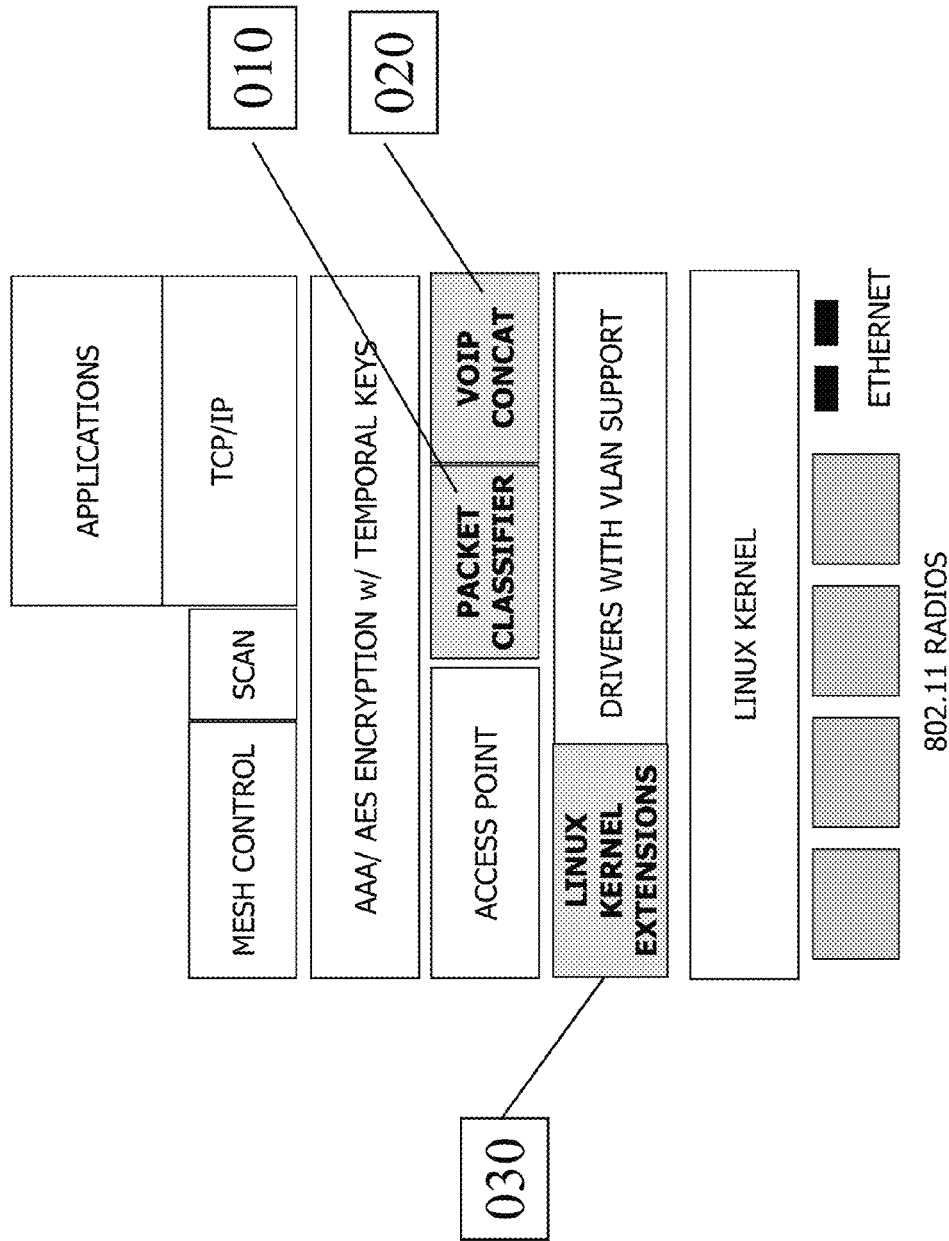 APPLICATIONS
010
MESH CONTROL
SCAN
TCP/IP
AAA/ AES ENCRYPTION w/ TEMPORAL KEYS
020
ACCESS POINT
PACKET
CLASSIFIER
VOIP
CONCAT
030
LINUX
KERNEL
EXTENSIONS
DRIVERS WITH VLAN SUPPORT
LINUX KERNEL
ETHERNET
802.11 RADIOS